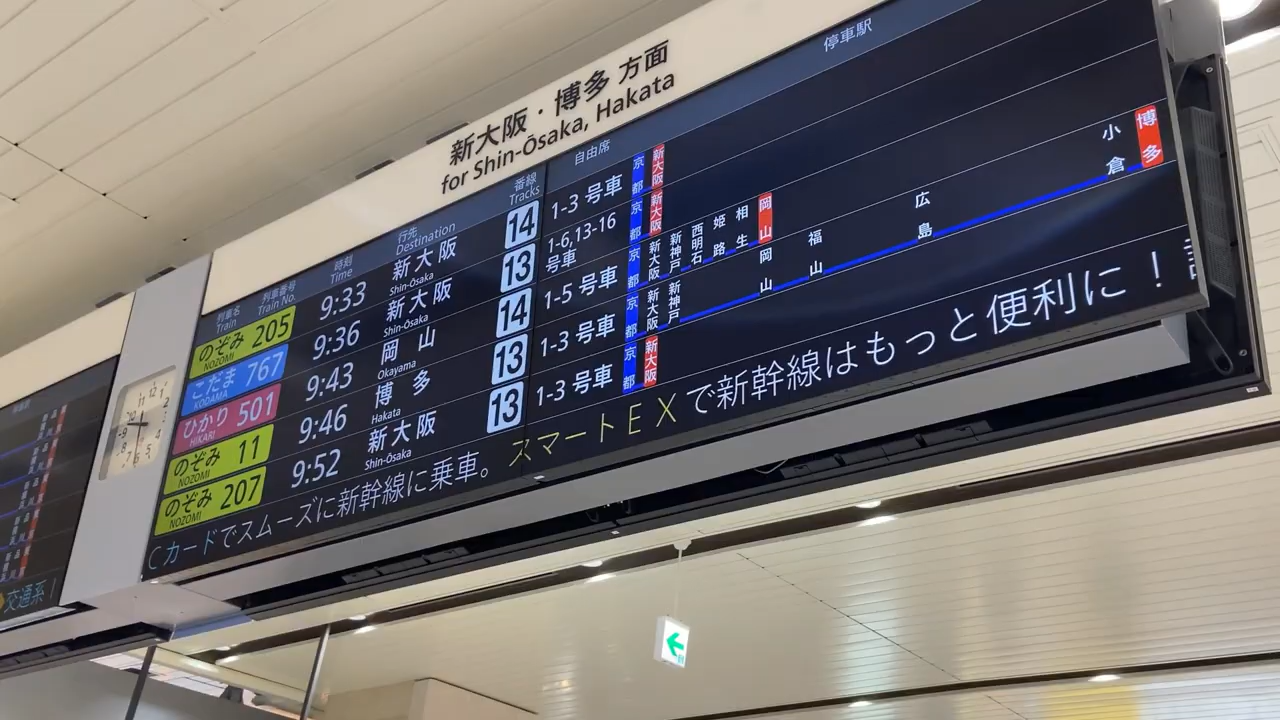 新大阪・博多 方面
for Shin-Ōsaka, Hakata
列車名 列車番号 時刻 行先 番線 自由席 停車駅
Train Train No. Time Destination Tracks
のぞみ 205 9:33 新大阪 14 1-3 号車 京都 新大阪
NOZOMI Shin-Ōsaka
こだま 767 9:36 新大阪 13 1-6,13-16 号車 京都 新大阪
KODAMA Shin-Ōsaka
ひかり 501 9:43 岡山 14 1-5 号車 京都 新大阪 新神戸 西明石 姫路 相生 岡山
HIKARI Okayama
のぞみ 11 9:46 博多 13 1-3 号車 京都 新大阪 新神戸 岡山 福山 広島 小倉 博多
NOZOMI Hakata
のぞみ 207 9:52 新大阪 13 1-3 号車 京都 新大阪
NOZOMI Shin-Ōsaka
Cカードでスムーズに新幹線に乗車。 スマートEXで新幹線はもっと便利に!
交通系I